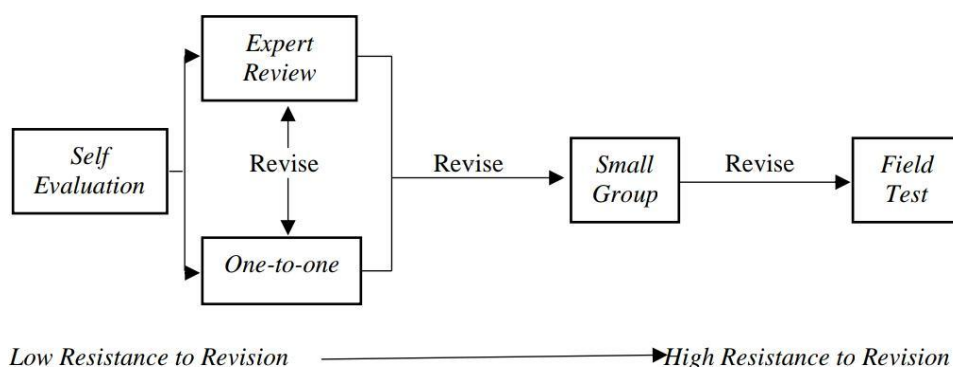 Expert
Review
Self
Evaluation
Revise
Revise
Small
Group
Revise
Field
Test
One-to-one
Low Resistance to Revision
High Resistance to Revision